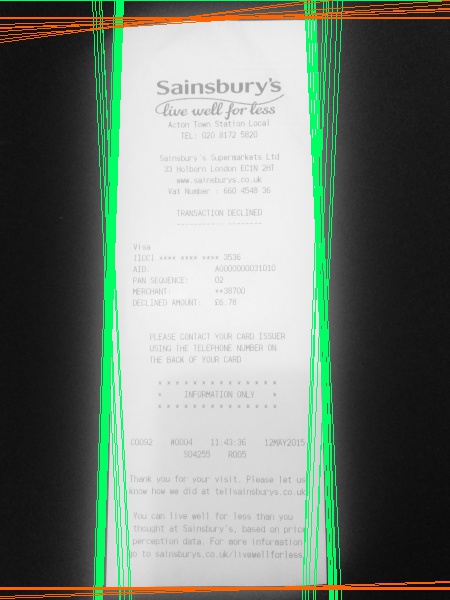 Sainsbury's
live well for less
Acton Town Station Local
TEL: 020 8172 5820
Sainsbury's Supermarkets Ltd
33 Holborn London EC1N 2HT
www.sainsburys.co.uk
Vat Number : 660 4548 36
TRANSACTION DECLINED
--------------------
Visa
[ICC] **** **** **** 3536
AID: A0000000031010
PAN SEQUENCE: 02
MERCHANT: **38700
DECLINED AMOUNT: £6.78
PLEASE CONTACT YOUR CARD ISSUER
USING THE TELEPHONE NUMBER ON
THE BACK OF YOUR CARD
* * * * * * * * * * * * *
* INFORMATION ONLY *
* * * * * * * * * * * * *
C0092 #0004 11:43:36 12MAY2015
S04255 R005
Thank you for your visit. Please let us
know how we did at tellsainsburys.co.uk
You can live well for less than you
thought at Sainsbury's, based on price
perception data. For more information
go to sainsburys.co.uk/livewellforless